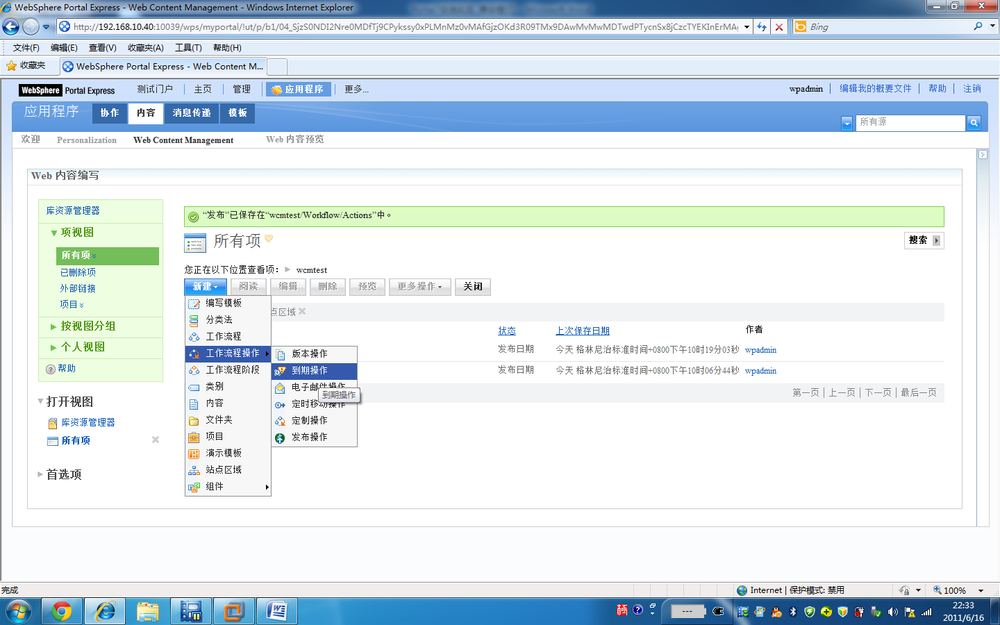 WebSphere Portal Express - Web Content Management - Windows Internet Explorer
http://192.168.10.40:10039/wps/myportal/!ut/p/b1/04_SjzS0NDI2Nre0MDfTj9CPykssy0xPLMnMz0vMAfGjzOKd3R09TMx9DAwMvMwMDTwdPTycnSx8jCzcTYEKInErMA
Bing
文件(F) 编辑(E) 查看(V) 收藏夹(A) 工具(T) 帮助(H)
收藏夹 WebSphere Portal Express - Web Content M...
WebSphere Portal Express 测试门户 主页 管理 应用程序 更多... wpadmin 编辑我的概要文件 帮助 注销
应用程序 协作 内容 消息传递 模板
所有源
欢迎 Personalization Web Content Management Web 内容预览
Web 内容编写
库资源管理器
项视图
所有项
已删除项
外部链接
项目
按视图分组
个人视图
帮助
打开视图
库资源管理器
所有项
首选项
“发布”已保存在“wcmtest/Workflow/Actions”中。
所有项
搜索
您正在以下位置查看项： wcmtest
新建 阅读 编辑 删除 预览 更多操作 关闭
点区域
状态 上次保存日期 作者
发布日期 今天 格林尼治标准时间+0800下午10时19分03秒 wpadmin
发布日期 今天 格林尼治标准时间+0800下午10时06分44秒 wpadmin
第一页 | 上一页 | 下一页 | 最后一页
编写模板
分类法
工作流程
工作流程操作
工作流程阶段
类别
内容
文件夹
项目
演示模板
站点区域
组件
版本操作
到期操作
电子邮件操作
到期操作
定时移动操作
定制操作
发布操作
完成 Internet | 保护模式: 禁用 100%
---
22:33
2011/6/16